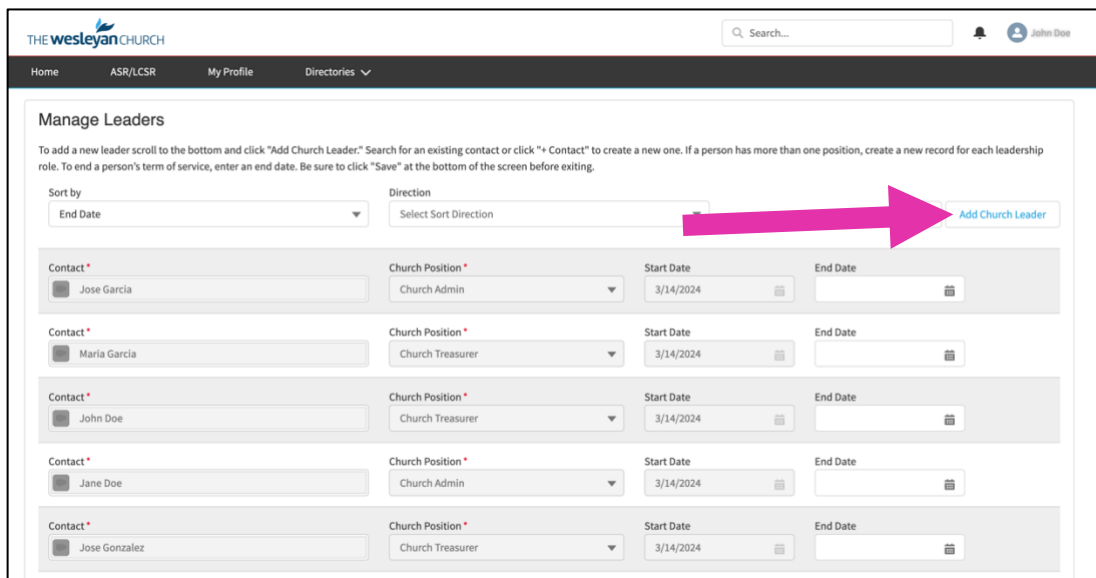 THE wesleyan CHURCH
Search...
John Doe
Home ASR/LCSR My Profile Directories
Manage Leaders
To add a new leader scroll to the bottom and click "Add Church Leader." Search for an existing contact or click "+ Contact" to create a new one. If a person has more than one position, create a new record for each leadership
role. To end a person's term of service, enter an end date. Be sure to click "Save" at the bottom of the screen before exiting.
Sort by Direction
End Date Select Sort Direction Add Church Leader
Contact* Church Position* Start Date End Date
Jose Garcia Church Admin 3/14/2024
Contact* Church Position* Start Date End Date
Maria Garcia Church Treasurer 3/14/2024
Contact* Church Position* Start Date End Date
John Doe Church Treasurer 3/14/2024
Contact* Church Position* Start Date End Date
Jane Doe Church Admin 3/14/2024
Contact* Church Position* Start Date End Date
Jose Gonzalez Church Treasurer 3/14/2024